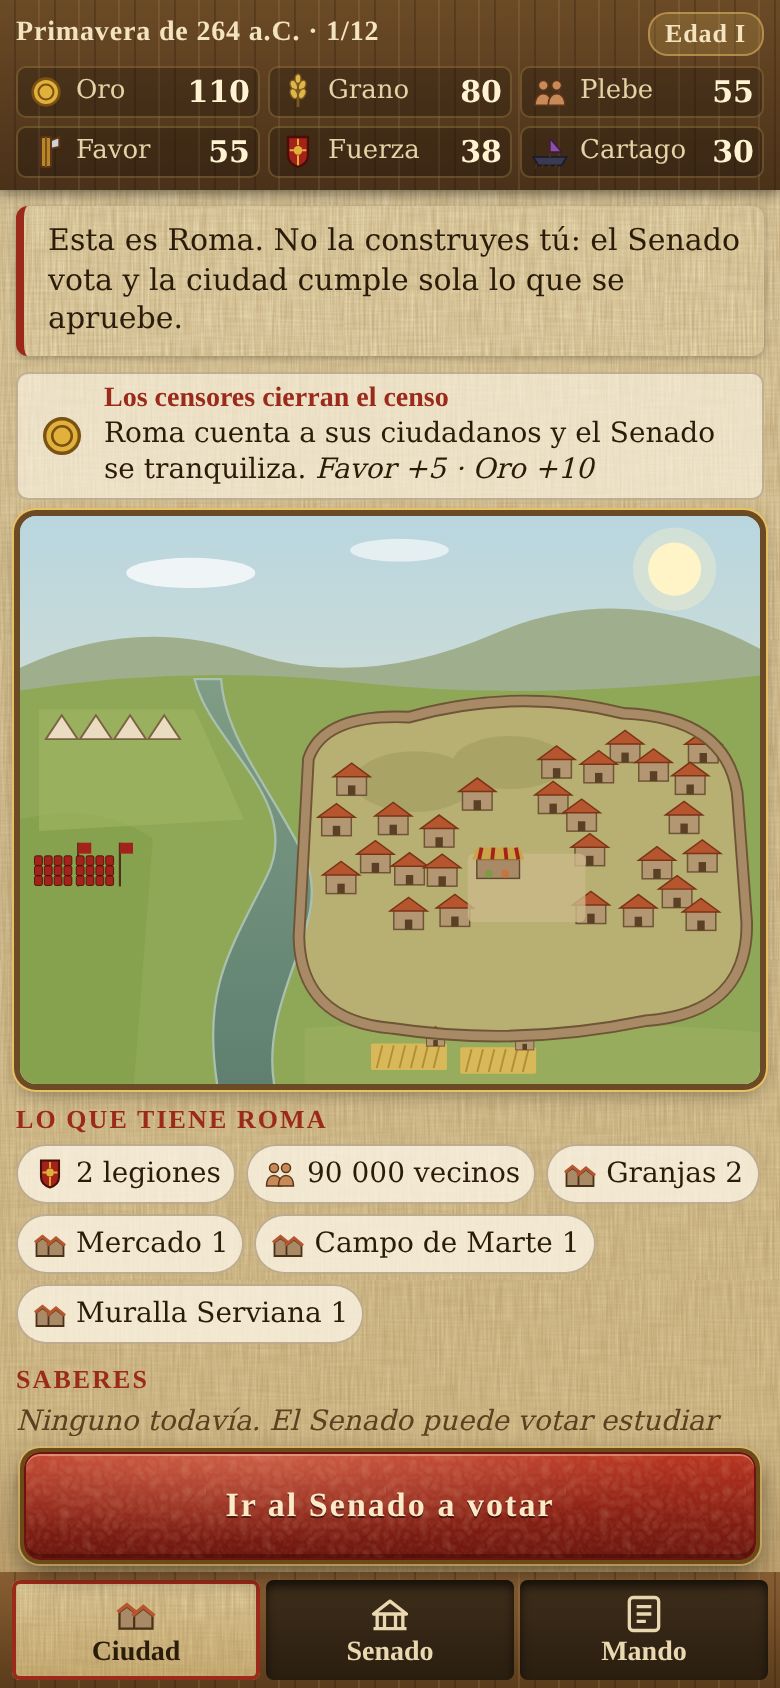 Primavera de 264 a.C. · 1/12
Edad I
Oro 110
Grano 80
Plebe 55
Favor 55
Fuerza 38
Cartago 30
Esta es Roma. No la construyes tú: el Senado
vota y la ciudad cumple sola lo que se
apruebe.
Los censores cierran el censo
Roma cuenta a sus ciudadanos y el Senado
se tranquiliza. Favor +5 · Oro +10
LO QUE TIENE ROMA
2 legiones
90 000 vecinos
Granjas 2
Mercado 1
Campo de Marte 1
Muralla Serviana 1
SABERES
Ninguno todavía. El Senado puede votar estudiar
Ir al Senado a votar
Ciudad
Senado
Mando